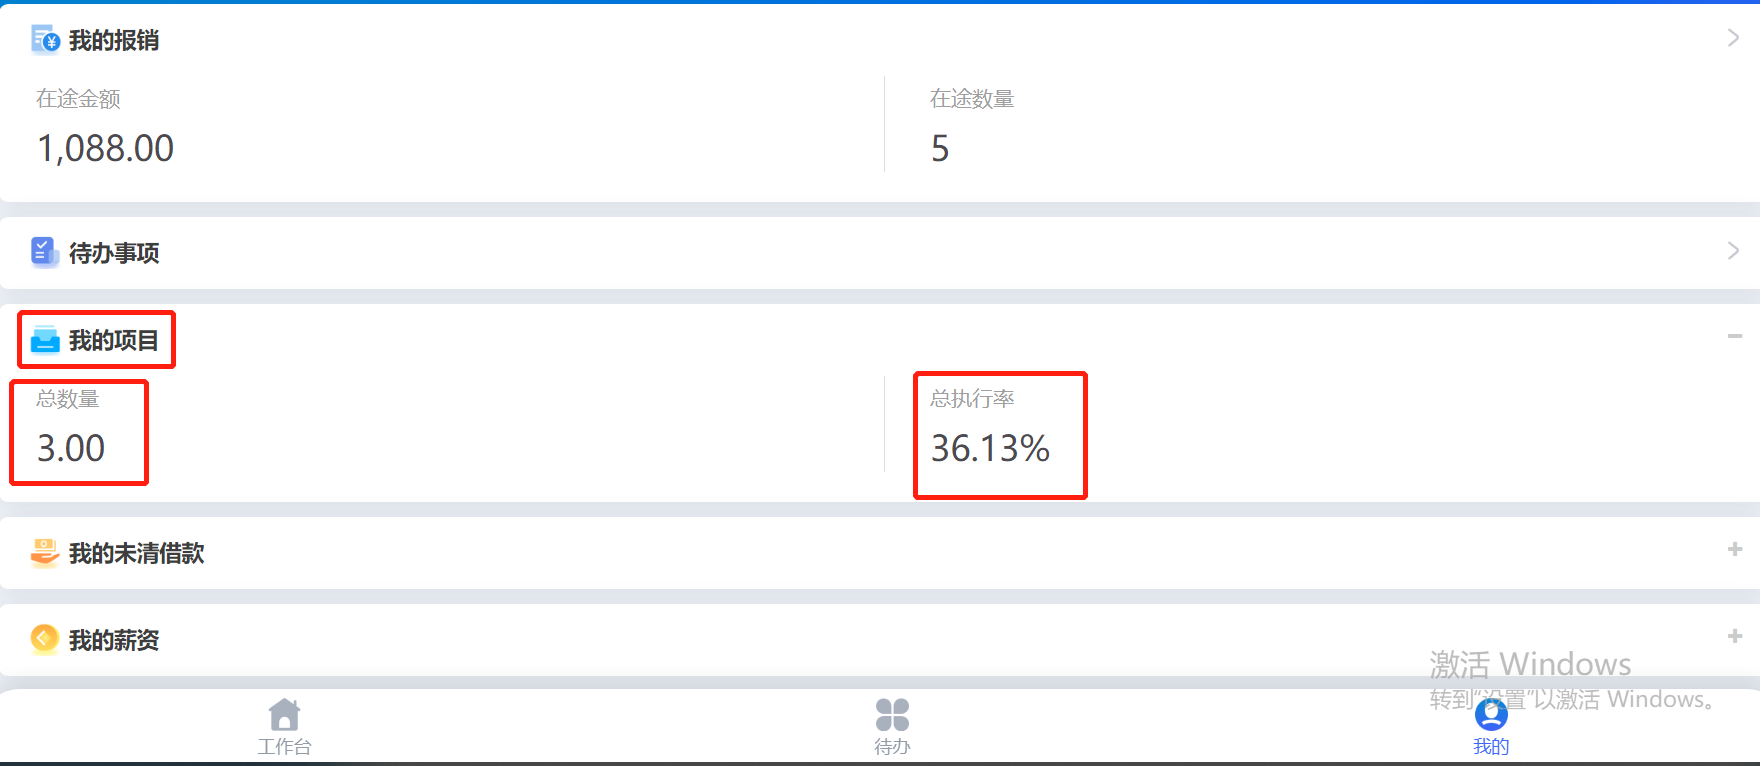 我的报销
在途金额
1,088.00
在途数量
5
待办事项
我的项目
总数量
3.00
总执行率
36.13%
我的未清借款
我的薪资
激活 Windows
转到“设置”以激活 Windows。
工作台
待办
我的